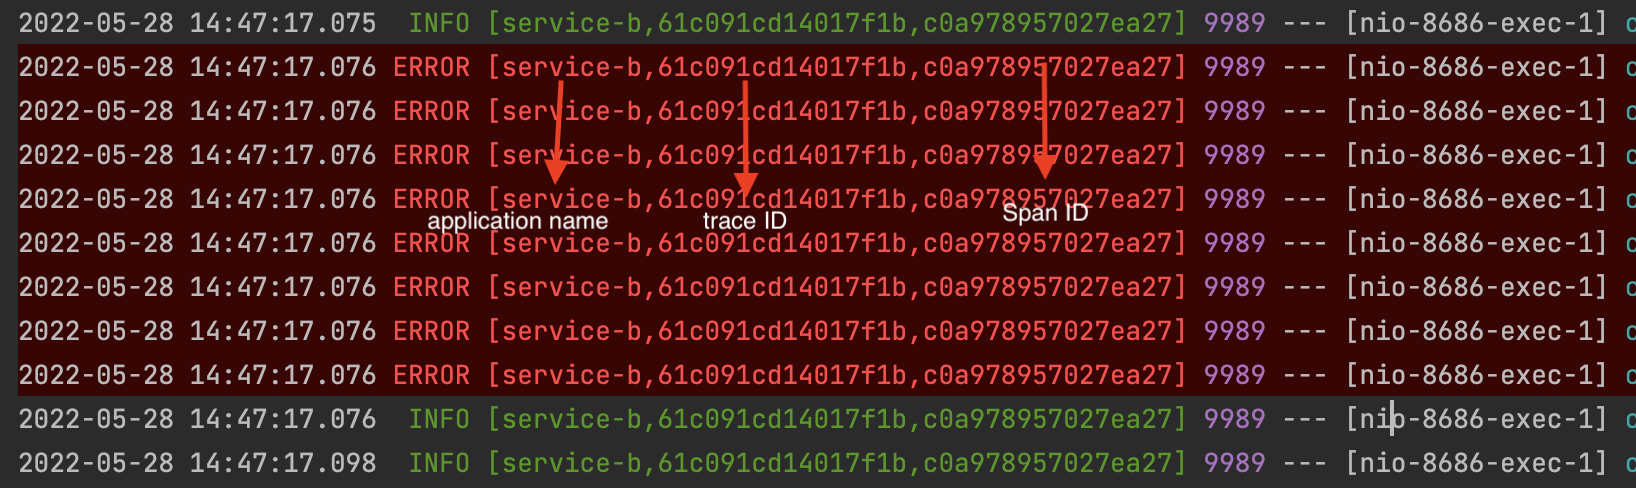 2022-05-28 14:47:17.075  INFO [service-b,61c091cd14017f1b,c0a978957027ea27] 9989 --- [nio-8686-exec-1] c
2022-05-28 14:47:17.076 ERROR [service-b,61c091cd14017f1b,c0a978957027ea27] 9989 --- [nio-8686-exec-1] c
2022-05-28 14:47:17.076 ERROR [service-b,61c091cd14017f1b,c0a978957027ea27] 9989 --- [nio-8686-exec-1] c
2022-05-28 14:47:17.076 ERROR [service-b,61c091cd14017f1b,c0a978957027ea27] 9989 --- [nio-8686-exec-1] c
2022-05-28 14:47:17.076 ERROR [service-b,61c091cd14017f1b,c0a978957027ea27] 9989 --- [nio-8686-exec-1] c
application name trace ID Span ID
2022-05-28 14:47:17.076 ERROR [service-b,61c091cd14017f1b,c0a978957027ea27] 9989 --- [nio-8686-exec-1] c
2022-05-28 14:47:17.076 ERROR [service-b,61c091cd14017f1b,c0a978957027ea27] 9989 --- [nio-8686-exec-1] c
2022-05-28 14:47:17.076 ERROR [service-b,61c091cd14017f1b,c0a978957027ea27] 9989 --- [nio-8686-exec-1] c
2022-05-28 14:47:17.076 ERROR [service-b,61c091cd14017f1b,c0a978957027ea27] 9989 --- [nio-8686-exec-1] c
2022-05-28 14:47:17.076  INFO [service-b,61c091cd14017f1b,c0a978957027ea27] 9989 --- [nio-8686-exec-1] c
2022-05-28 14:47:17.098  INFO [service-b,61c091cd14017f1b,c0a978957027ea27] 9989 --- [nio-8686-exec-1] c